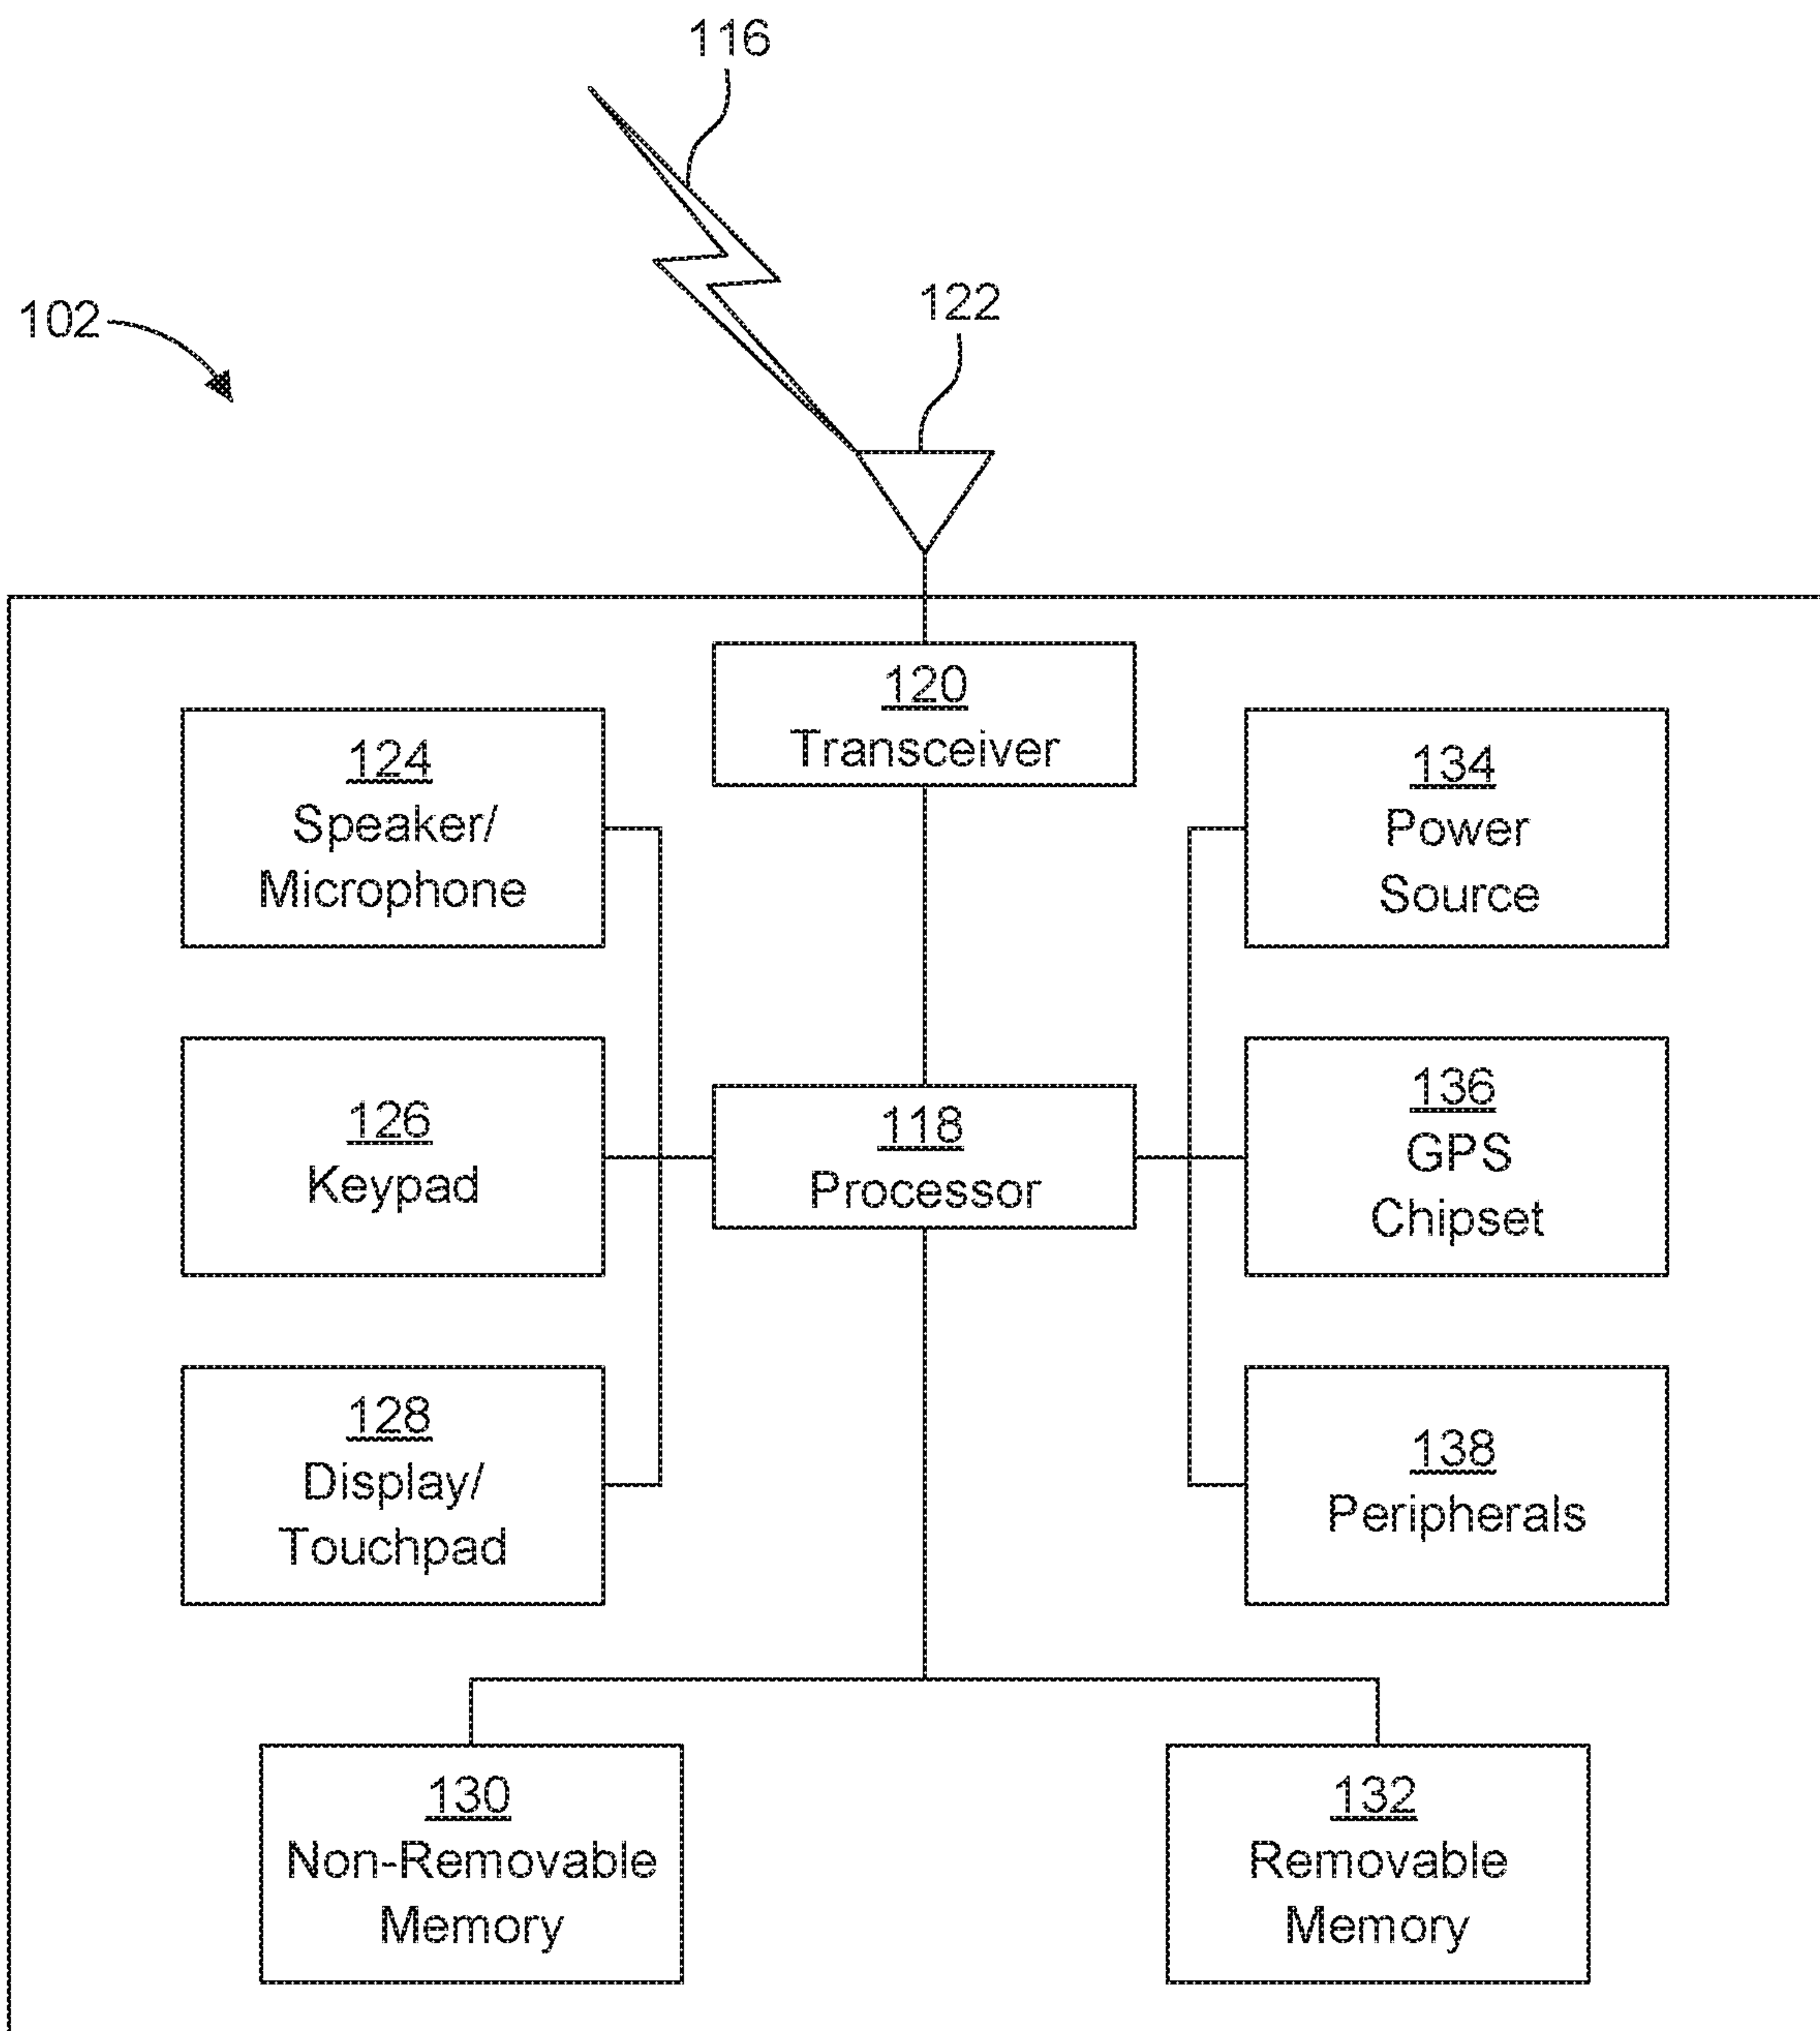 116
102
122
120
Transceiver
124
Speaker/
Microphone
134
Power
Source
126
Keypad
118
Processor
136
GPS
Chipset
128
Display/
Touchpad
138
Peripherals
130
Non-Removable
Memory
132
Removable
Memory